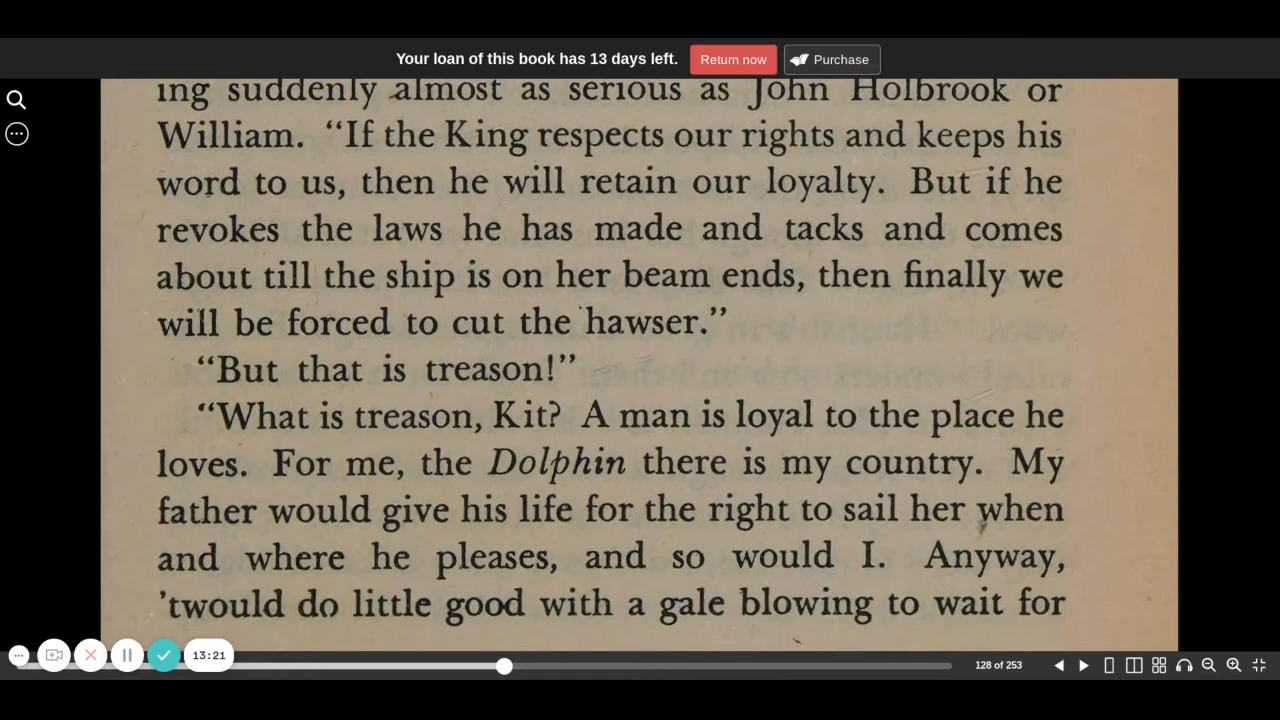 Your loan of this book has 13 days left. Return now Purchase
ing suddenly almost as serious as John Holbrook or
William. “If the King respects our rights and keeps his
word to us, then he will retain our loyalty. But if he
revokes the laws he has made and tacks and comes
about till the ship is on her beam ends, then finally we
will be forced to cut the hawser.”
“But that is treason!”
“What is treason, Kit? A man is loyal to the place he
loves. For me, the Dolphin there is my country. My
father would give his life for the right to sail her when
and where he pleases, and so would I. Anyway,
’twould do little good with a gale blowing to wait for
13:21
128 of 253